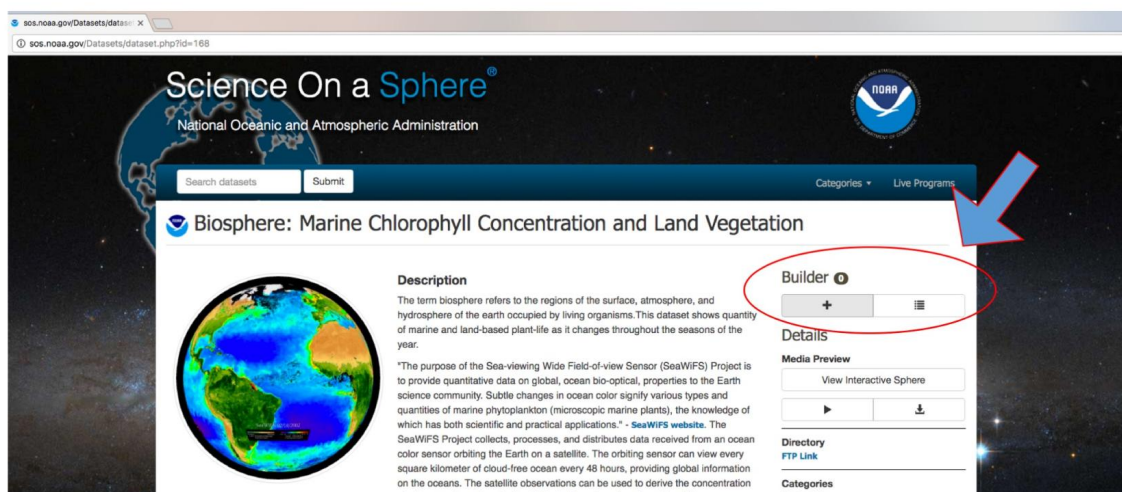 sos.noaa.gov/Datasets/datase
sos.noaa.gov/Datasets/dataset.php?id=168
Science On a Sphere®
National Oceanic and Atmospheric Administration
NOAA
Search datasets
Submit
Categories
Live Programs
Biosphere: Marine Chlorophyll Concentration and Land Vegetation
Description
The term biosphere refers to the regions of the surface, atmosphere, and
hydrosphere of the earth occupied by living organisms.This dataset shows quantity
of marine and land-based plant-life as it changes throughout the seasons of the
year.
"The purpose of the Sea-viewing Wide Field-of-view Sensor (SeaWiFS) Project is
to provide quantitative data on global, ocean bio-optical, properties to the Earth
science community. Subtle changes in ocean color signify various types and
quantities of marine phytoplankton (microscopic marine plants), the knowledge of
which has both scientific and practical applications." - SeaWiFS website. The
SeaWiFS Project collects, processes, and distributes data received from an ocean
color sensor orbiting the Earth on a satellite. The orbiting sensor can view every
square kilometer of cloud-free ocean every 48 hours, providing global information
on the oceans. The satellite observations can be used to derive the concentration
Builder 0
Details
Media Preview
View Interactive Sphere
Directory
FTP Link
Categories